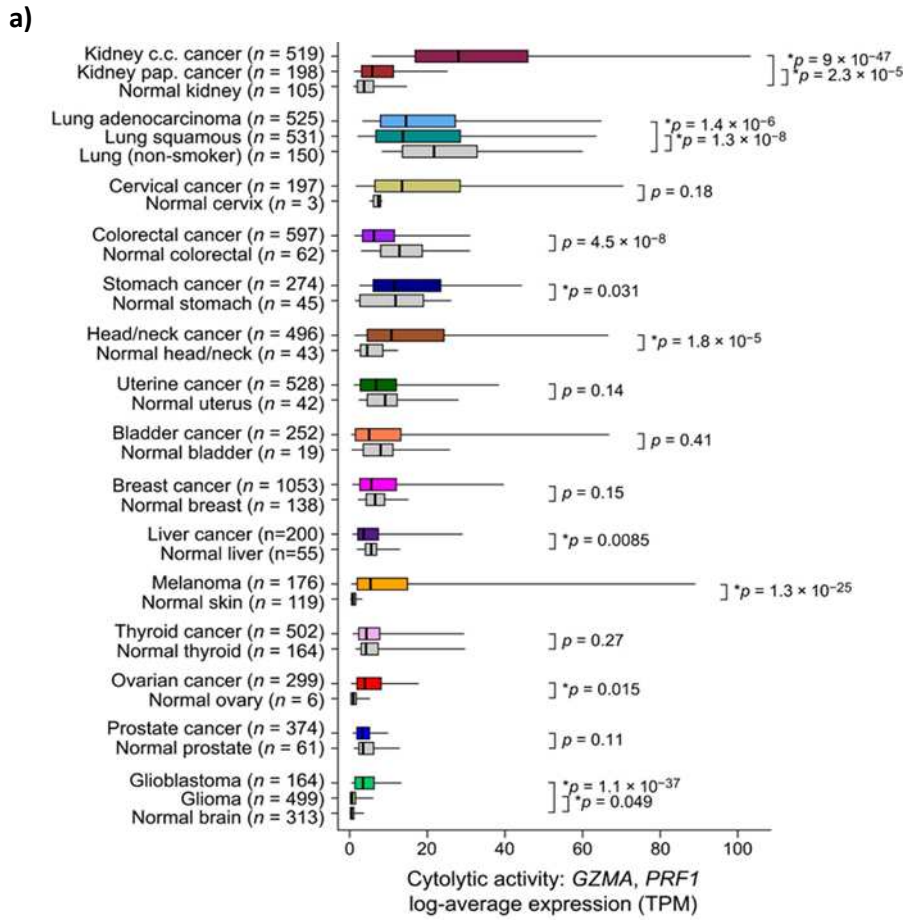 a)
Kidney c.c. cancer (n = 519)
*p = 9 × 10−47
Kidney pap. cancer (n = 198)
*p = 2.3 × 10−5
Normal kidney (n = 105)
Lung adenocarcinoma (n = 525)
*p = 1.4 × 10−6
Lung squamous (n = 531)
*p = 1.3 × 10−8
Lung (non-smoker) (n = 150)
Cervical cancer (n = 197)
p = 0.18
Normal cervix (n = 3)
Colorectal cancer (n = 597)
p = 4.5 × 10−8
Normal colorectal (n = 62)
Stomach cancer (n = 274)
*p = 0.031
Normal stomach (n = 45)
Head/neck cancer (n = 496)
*p = 1.8 × 10−5
Normal head/neck (n = 43)
Uterine cancer (n = 528)
p = 0.14
Normal uterus (n = 42)
Bladder cancer (n = 252)
p = 0.41
Normal bladder (n = 19)
Breast cancer (n = 1053)
p = 0.15
Normal breast (n = 138)
Liver cancer (n=200)
*p = 0.0085
Normal liver (n=55)
Melanoma (n = 176)
*p = 1.3 × 10−25
Normal skin (n = 119)
Thyroid cancer (n = 502)
p = 0.27
Normal thyroid (n = 164)
Ovarian cancer (n = 299)
*p = 0.015
Normal ovary (n = 6)
Prostate cancer (n = 374)
p = 0.11
Normal prostate (n = 61)
Glioblastoma (n = 164)
*p = 1.1 × 10−37
Glioma (n = 499)
*p = 0.049
Normal brain (n = 313)
0 20 40 60 80 100
Cytolytic activity: GZMA, PRF1
log-average expression (TPM)